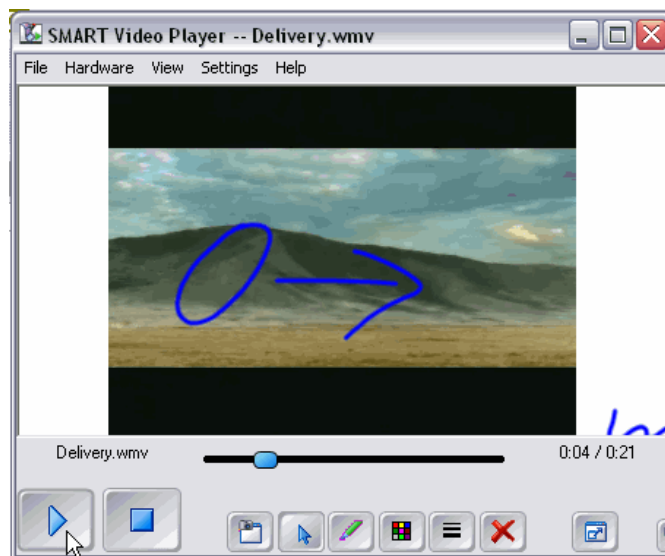 SMART Video Player -- Delivery.wmv
File Hardware View Settings Help
Delivery.wmv 0:04 / 0:21